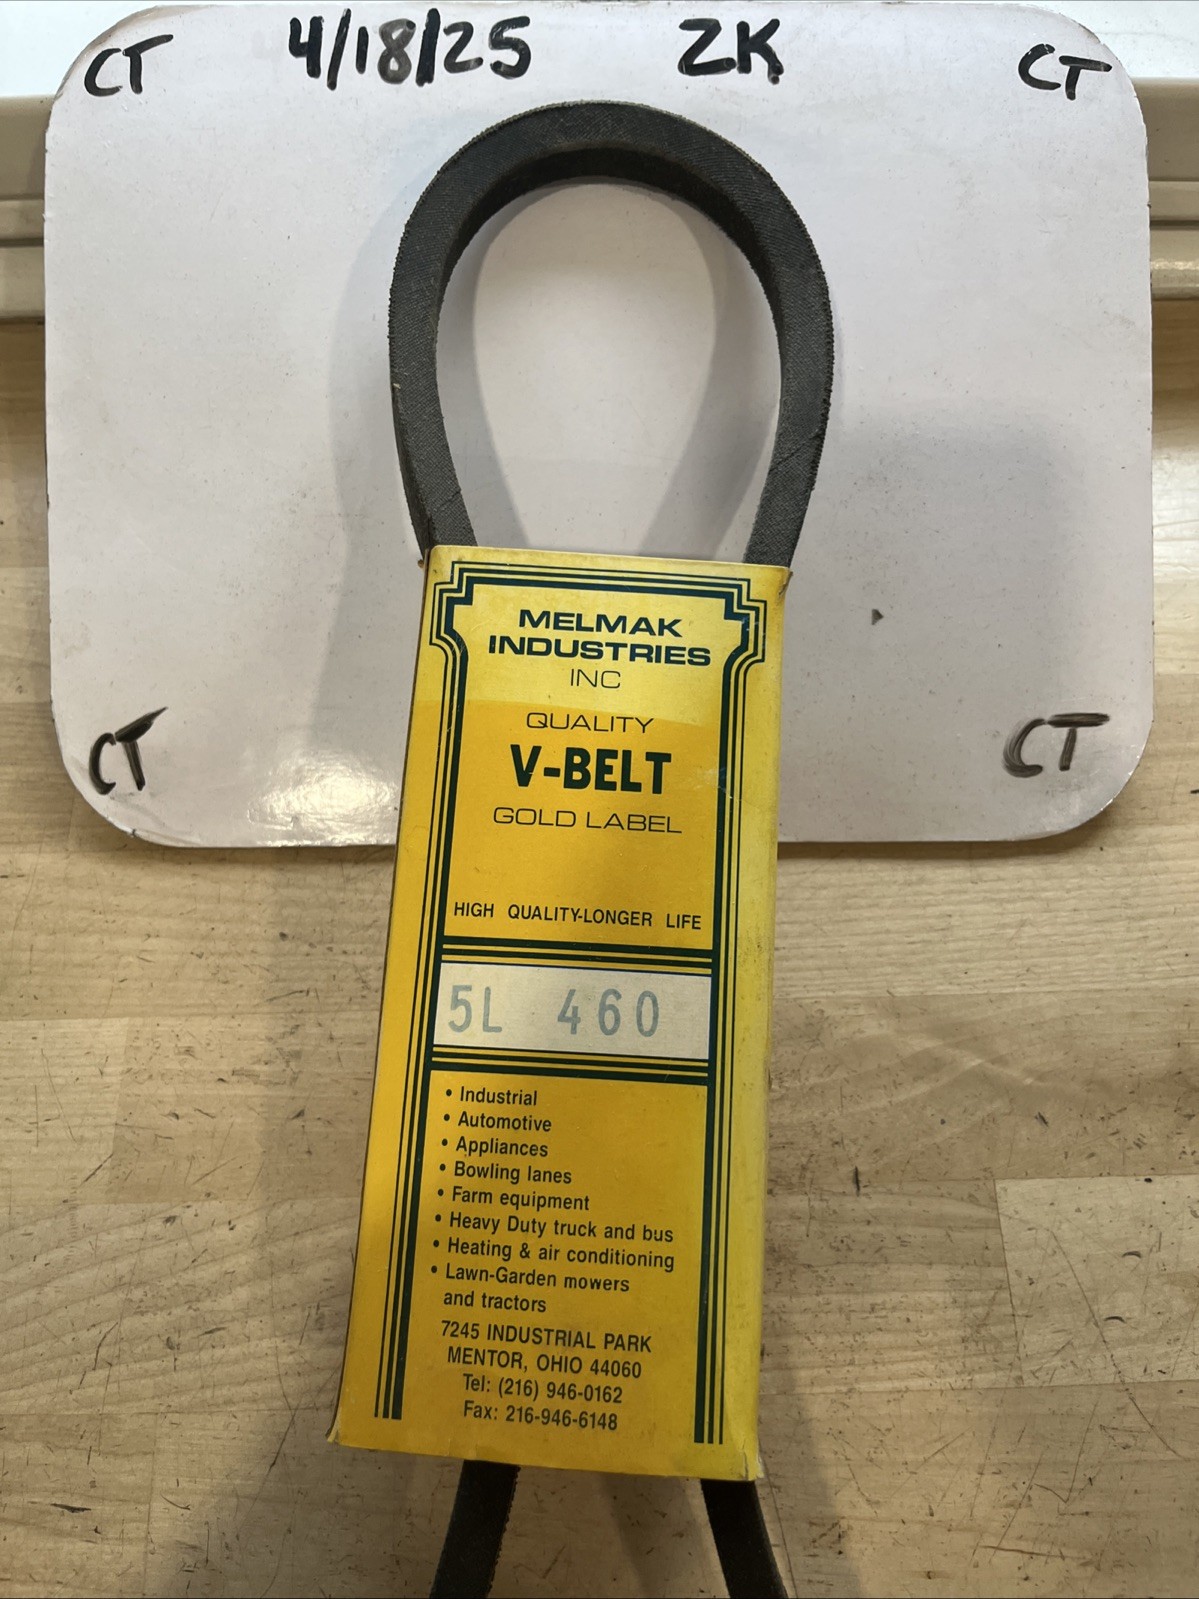 CT 4/18/25 ZK CT
MELMAK
INDUSTRIES
INC
QUALITY
V-BELT
GOLD LABEL
CT
CT
HIGH QUALITY-LONGER LIFE
5L 460
• Industrial
• Automotive
• Appliances
• Bowling lanes
• Farm equipment
• Heavy Duty truck and bus
• Heating & air conditioning
• Lawn-Garden mowers
and tractors
7245 INDUSTRIAL PARK
MENTOR, OHIO 44060
Tel: (216) 946-0162
Fax: 216-946-6148